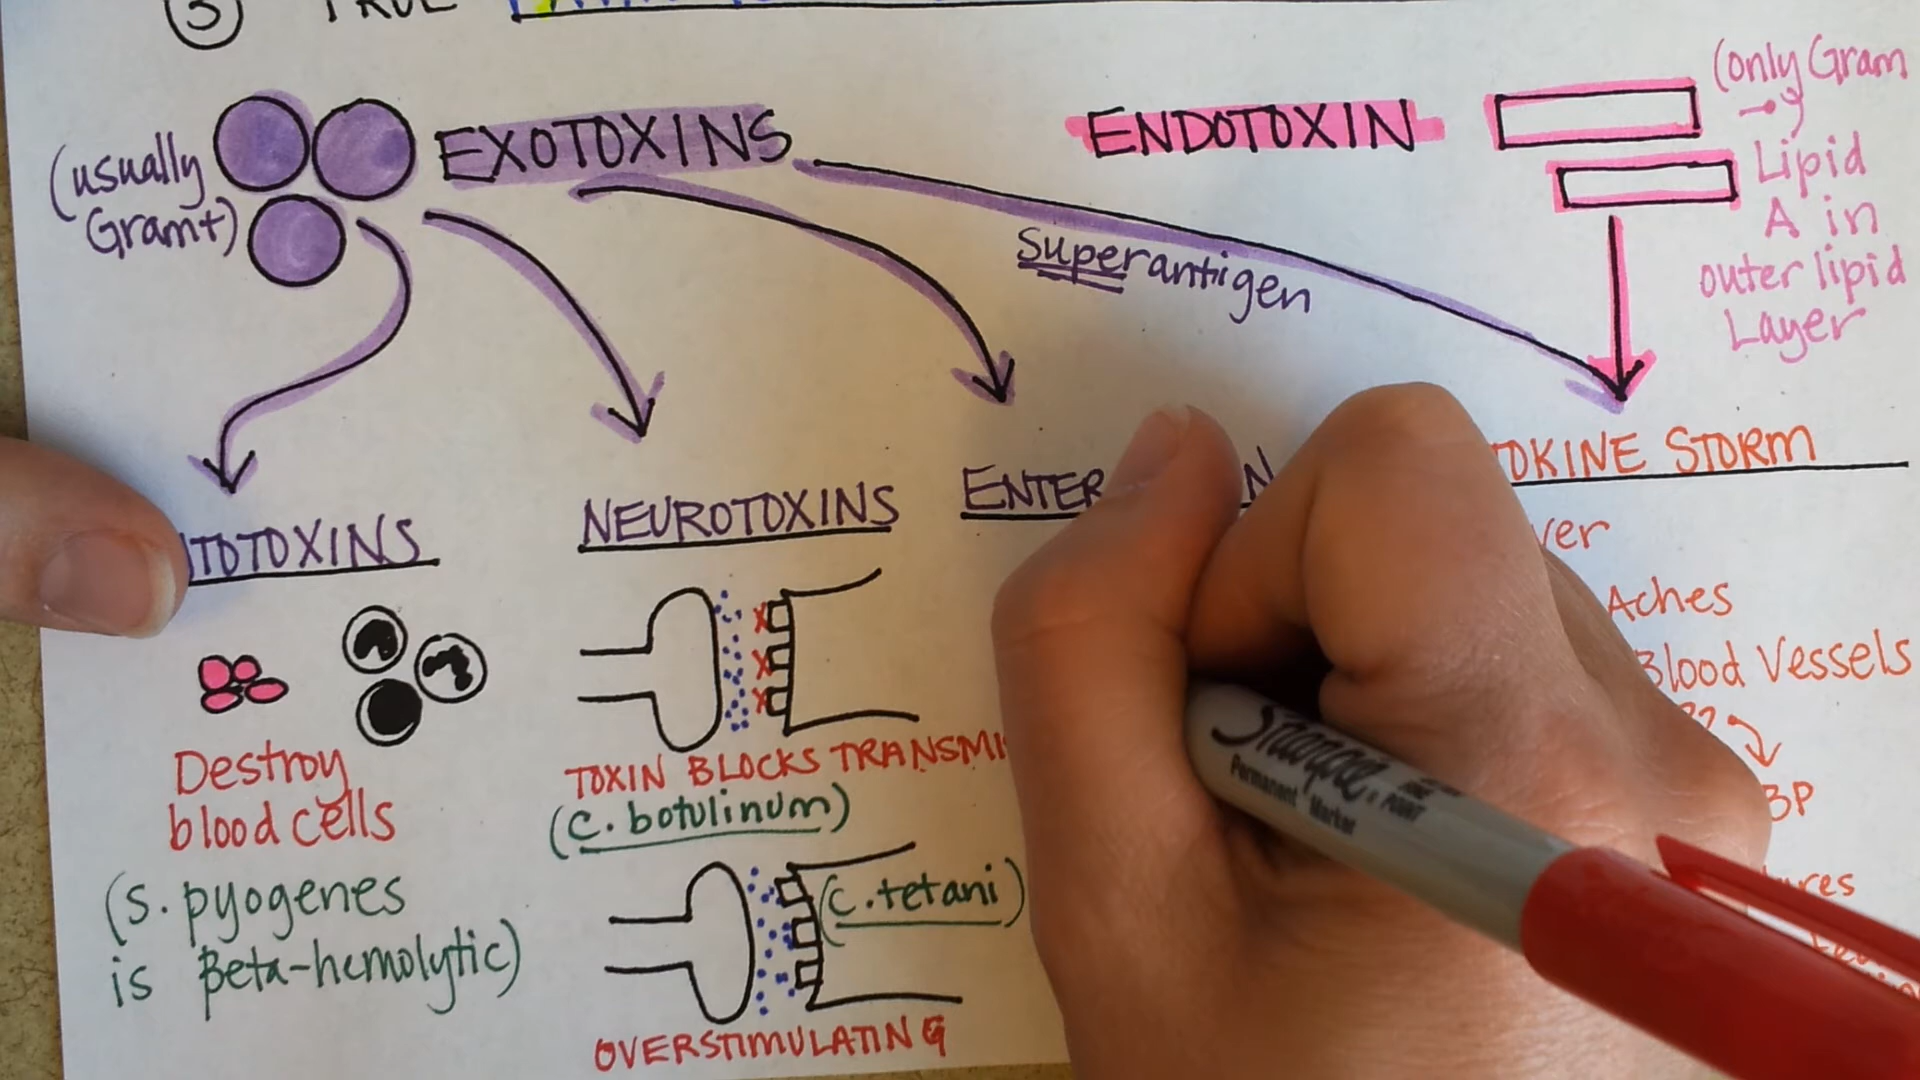 3 TRUE
(only Gram
(usually
Gram+)
EXOTOXINS
ENDOTOXIN
Lipid
A in
outer lipid
Layer
Superantigen
TOTOXINS
NEUROTOXINS
ENTER
N
OKINE STORM
ver
Aches
Blood Vessels
BP
Destroy
blood cells
(S. pyogenes
is Beta-hemolytic)
TOXIN BLOCKS TRANSMI
(C. botulinum)
(C. tetani)
OVERSTIMULATING
Sharpie
Permanent Marker